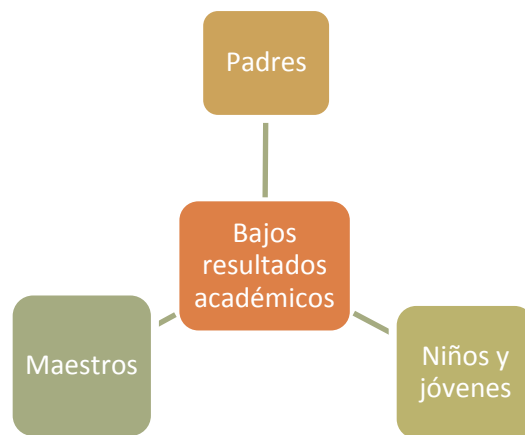 Padres
Bajos
resultados
académicos
Maestros
Niños y
jóvenes